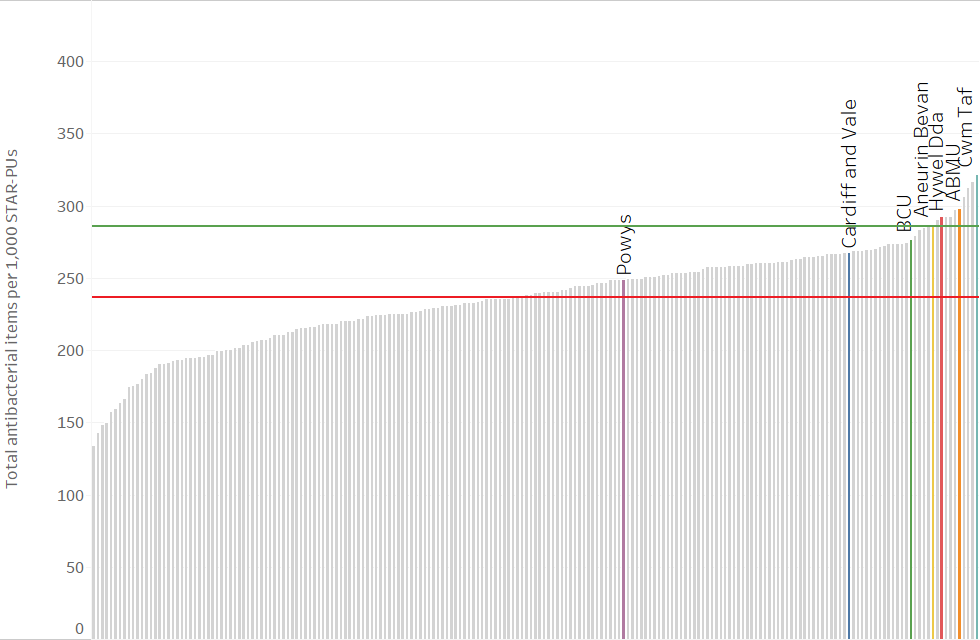 Total antibacterial items per 1,000 STAR-PUs
400
350
300
250
200
150
100
50
0
Powys
Cardiff and Vale
BCU
Aneurin Bevan
Hywel Dda
ABMU
Cwm Taf